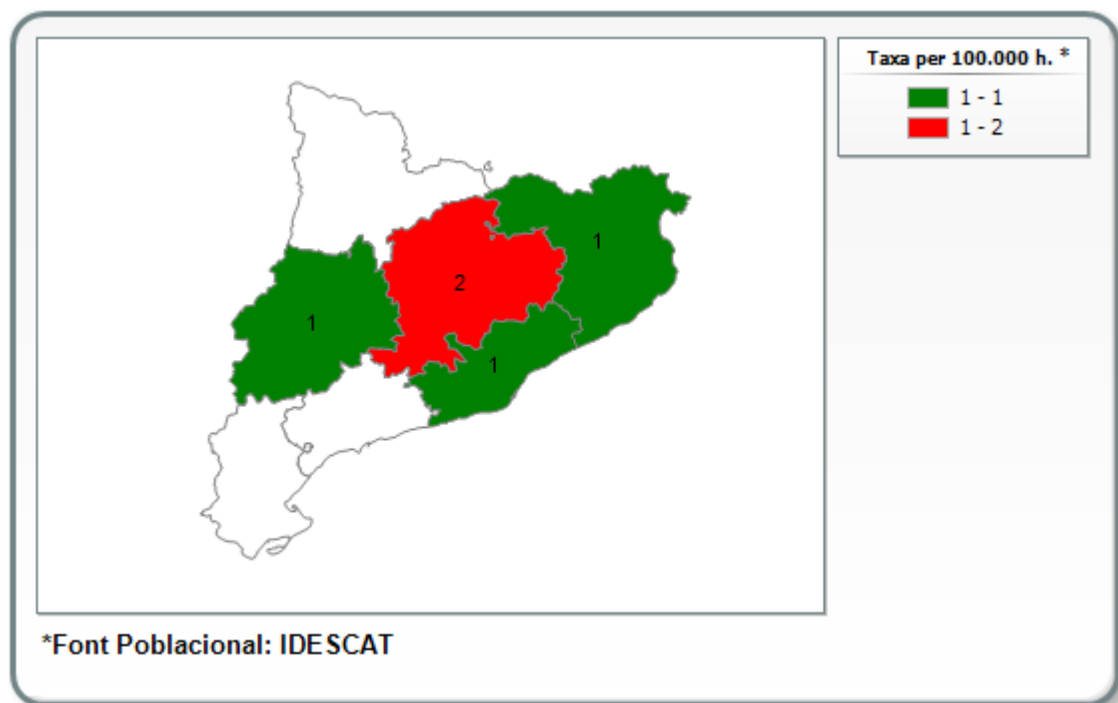 Taxa per 100.000 h. *
1 - 1
1 - 2
1
2
1
1
*Font Poblacional: IDESCAT